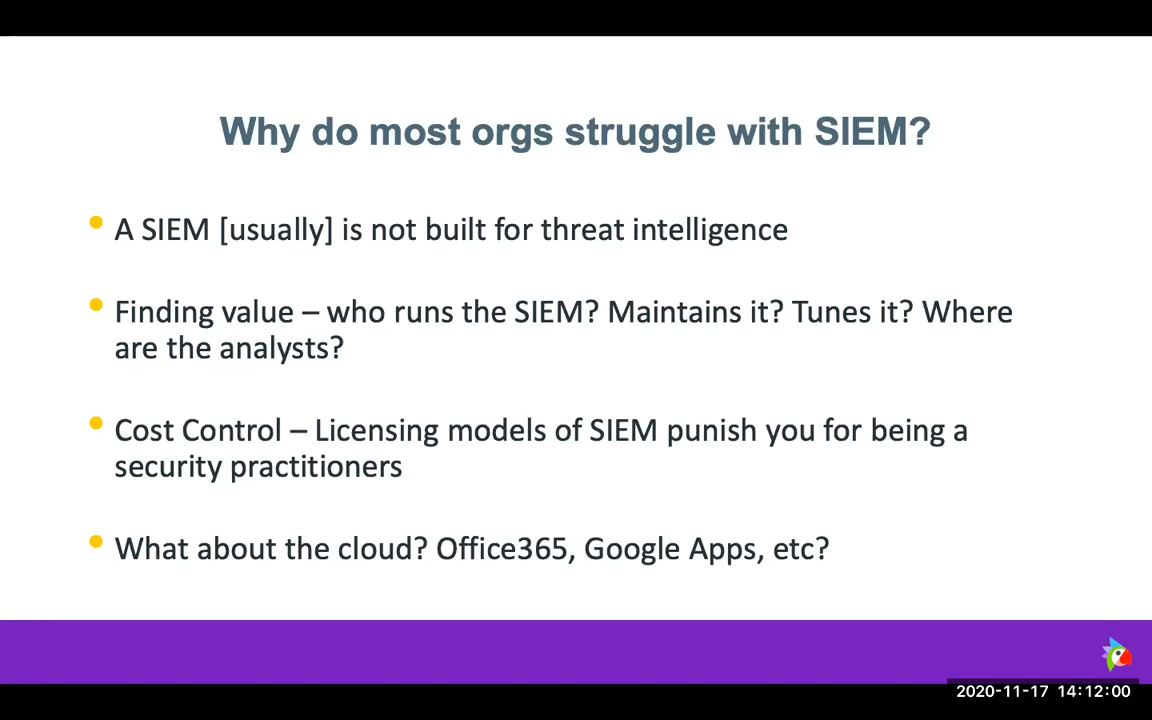 Why do most orgs struggle with SIEM?
A SIEM [usually] is not built for threat intelligence
Finding value – who runs the SIEM? Maintains it? Tunes it? Where
are the analysts?
Cost Control – Licensing models of SIEM punish you for being a
security practitioners
What about the cloud? Office365, Google Apps, etc?
2020-11-17 14:12:00